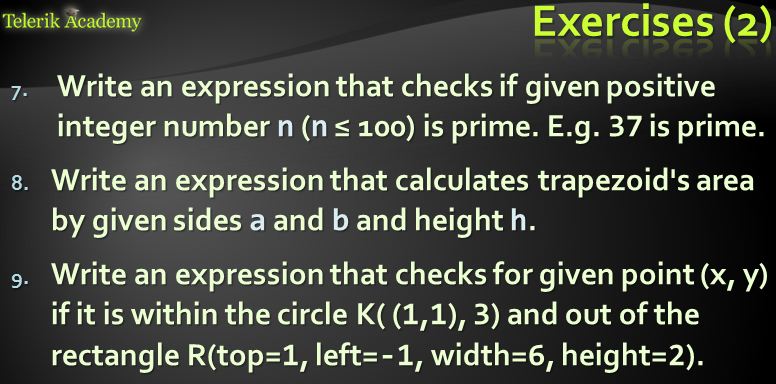 Telerik Academy
Exercises (2)
7. Write an expression that checks if given positive
integer number n (n ≤ 100) is prime. E.g. 37 is prime.
8. Write an expression that calculates trapezoid's area
by given sides a and b and height h.
9. Write an expression that checks for given point (x, y)
if it is within the circle K( (1,1), 3) and out of the
rectangle R(top=1, left=-1, width=6, height=2).